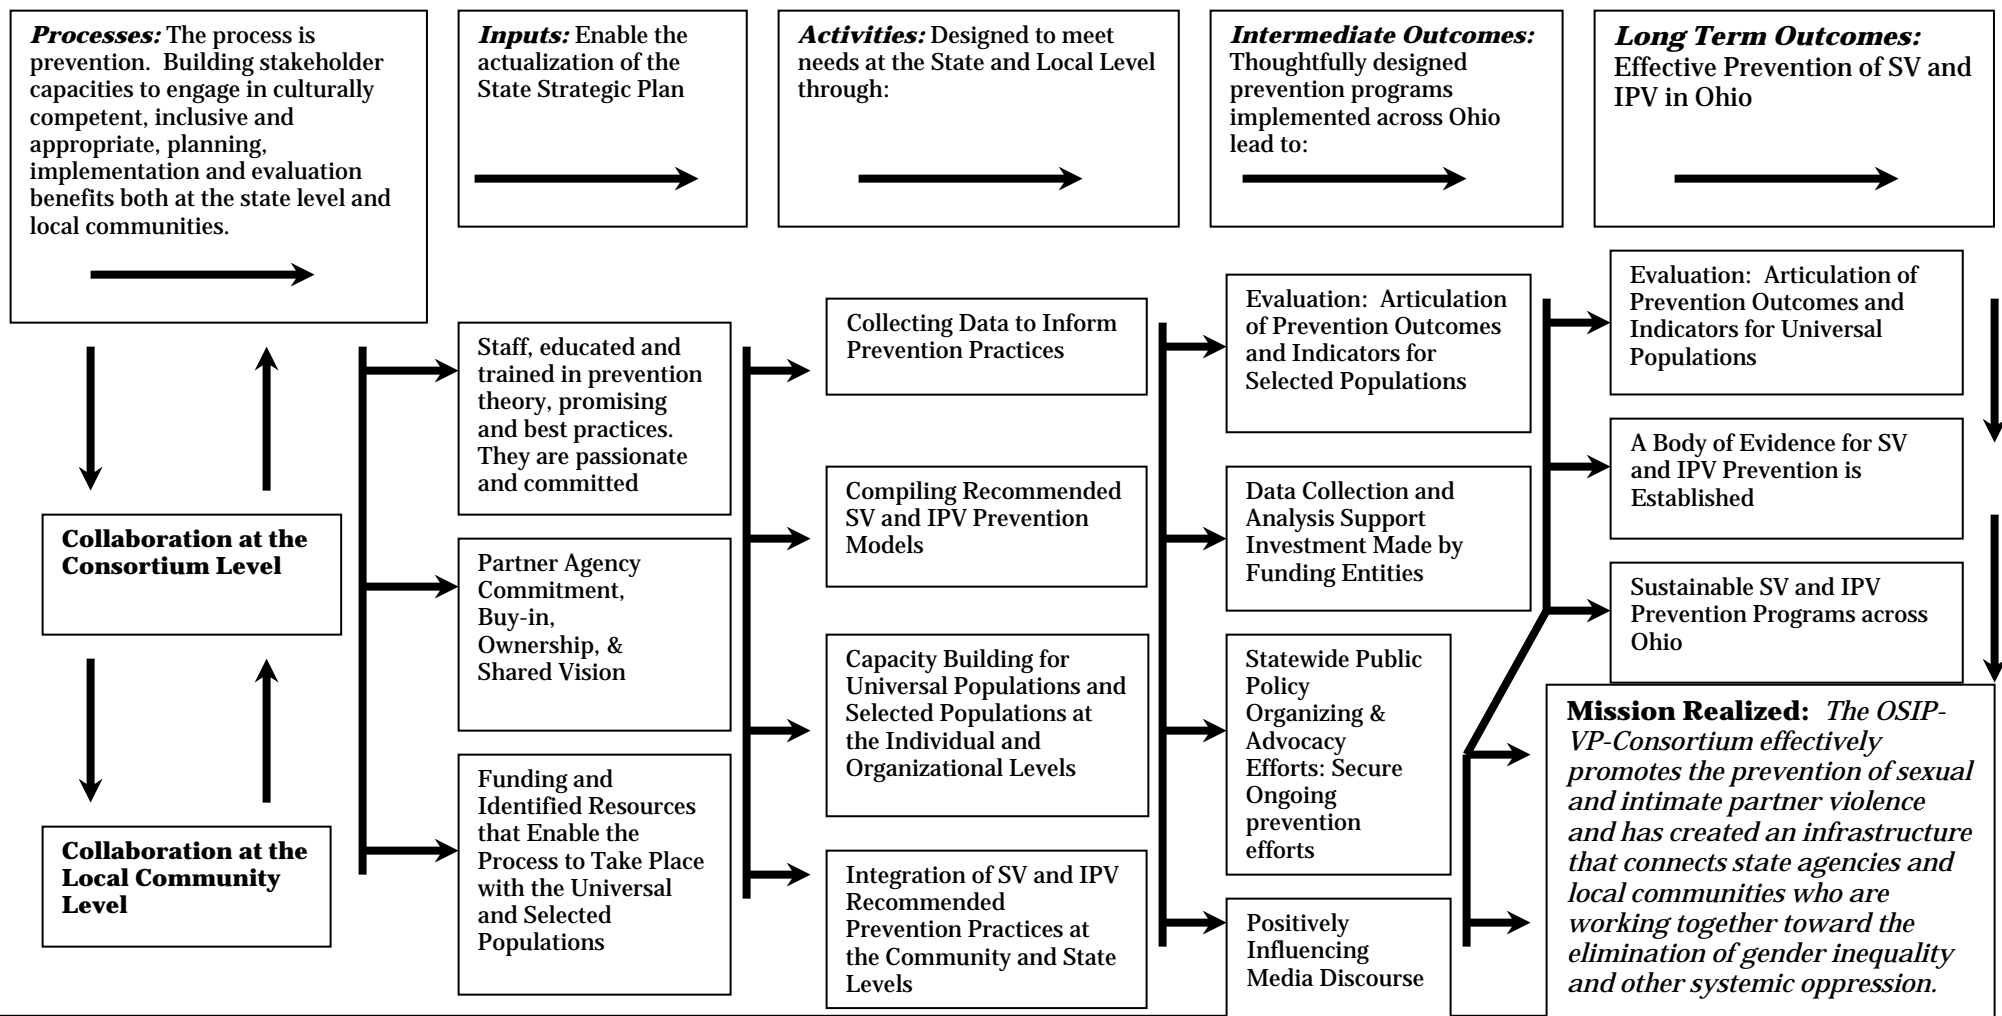 Processes: The process is
prevention. Building stakeholder
capacities to engage in culturally
competent, inclusive and
appropriate, planning,
implementation and evaluation
benefits both at the state level and
local communities.
Inputs: Enable the
actualization of the
State Strategic Plan
Activities: Designed to meet
needs at the State and Local Level
through:
Intermediate Outcomes:
Thoughtfully designed
prevention programs
implemented across Ohio
lead to:
Long Term Outcomes:
Effective Prevention of SV and
IPV in Ohio
Collaboration at the
Consortium Level
Collaboration at the
Local Community
Level
Staff, educated and
trained in prevention
theory, promising
and best practices.
They are passionate
and committed
Partner Agency
Commitment,
Buy-in,
Ownership, &
Shared Vision
Funding and
Identified Resources
that Enable the
Process to Take Place
with the Universal
and Selected
Populations
Collecting Data to Inform
Prevention Practices
Compiling Recommended
SV and IPV Prevention
Models
Capacity Building for
Universal Populations and
Selected Populations at
the Individual and
Organizational Levels
Integration of SV and IPV
Recommended
Prevention Practices at
the Community and State
Levels
Evaluation: Articulation
of Prevention Outcomes
and Indicators for
Selected Populations
Data Collection and
Analysis Support
Investment Made by
Funding Entities
Statewide Public
Policy
Organizing &
Advocacy
Efforts: Secure
Ongoing
prevention
efforts
Positively
Influencing
Media Discourse
Evaluation: Articulation of
Prevention Outcomes and
Indicators for Universal
Populations
A Body of Evidence for SV
and IPV Prevention is
Established
Sustainable SV and IPV
Prevention Programs across
Ohio
Mission Realized: The OSIP-
VP-Consortium effectively
promotes the prevention of sexual
and intimate partner violence
and has created an infrastructure
that connects state agencies and
local communities who are
working together toward the
elimination of gender inequality
and other systemic oppression.